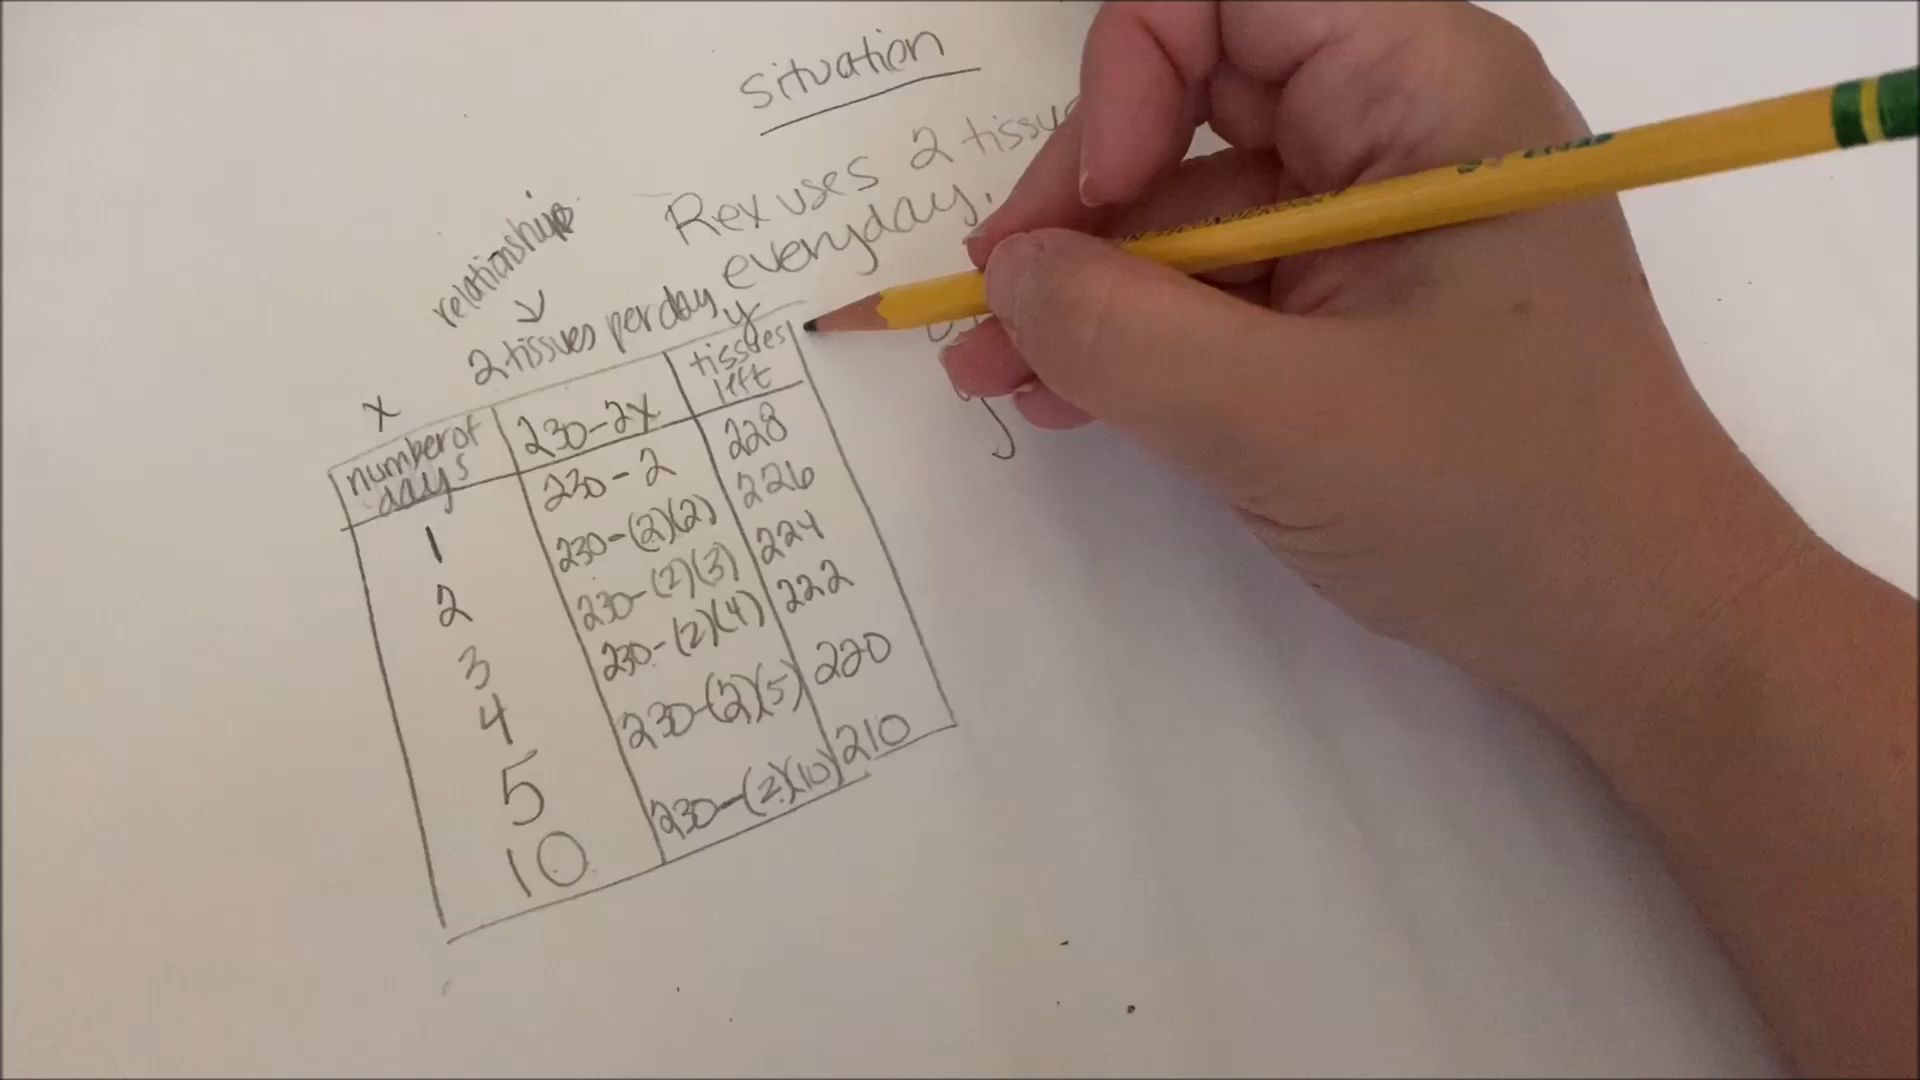 situation
Rex uses 2
everyday.
relationship
2 tissues per day
x
y
number of
days
230-2x
tissues
left
1
230-2
228
2
230-(2)(2)
226
3
230-(2)(3)
224
4
230-(2)(4)
222
5
230-(2)(5)
220
10
230-(2)(10)
210